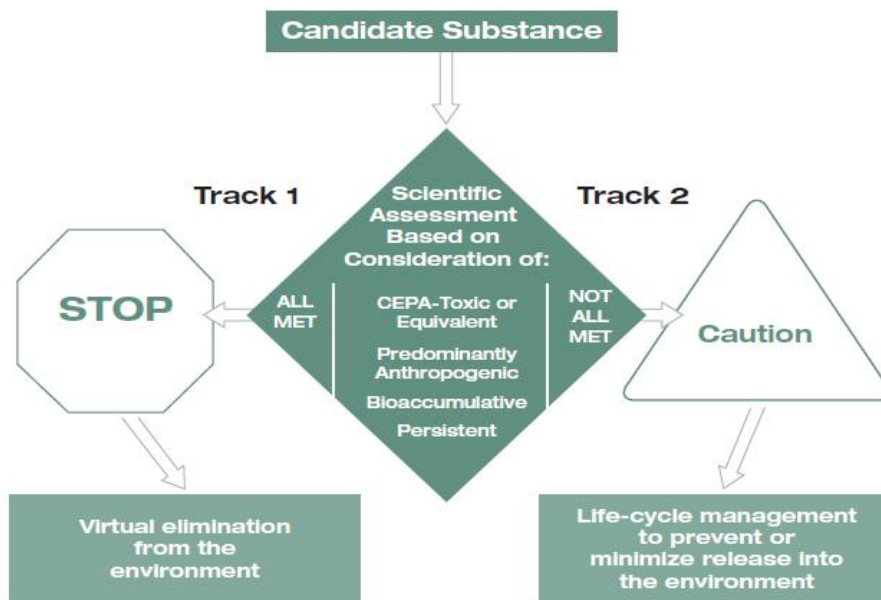 Candidate Substance
Track 1
Track 2
Scientific
Assessment
Based on
Consideration of:
STOP
ALL
MET
CEPA-Toxic or
Equivalent
Predominantly
Anthropogenic
Bioaccumulative
Persistent
NOT
ALL
MET
Caution
Virtual elimination
from the
environment
Life-cycle management
to prevent or
minimize release into
the environment